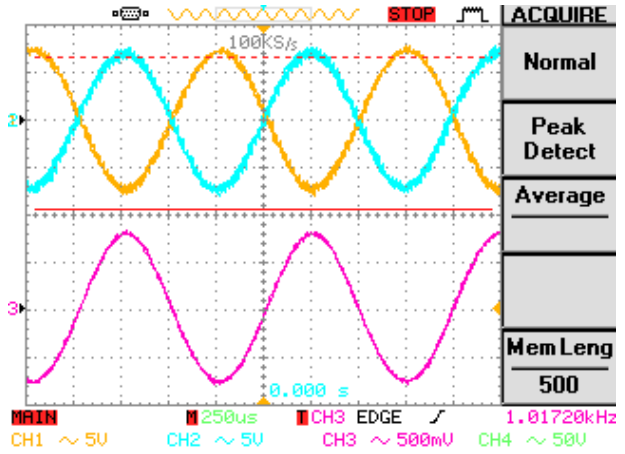 STOP ACQUIRE
100KS/s
Normal
Peak
Detect
2
Average
3
Mem Leng
500
0.000 s
MAIN M 250us T CH3 EDGE 1.01720kHz
CH1 ~ 5V CH2 ~ 5V CH3 ~ 500mV CH4 ~ 50V